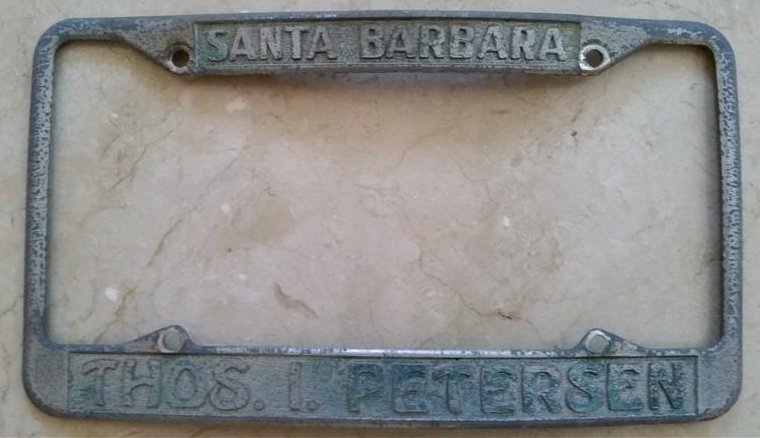 SANTA BARBARA
THOS. I. PETERSEN